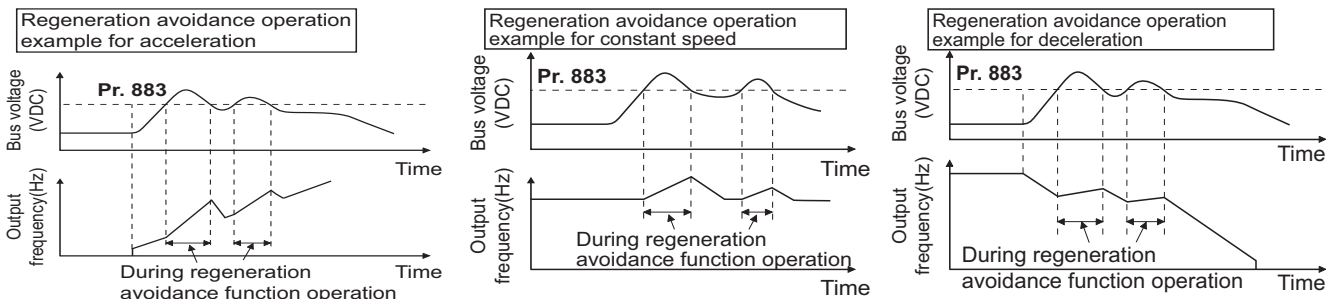 Regeneration avoidance operation
example for acceleration
Pr. 883
Bus voltage
(VDC)
Time
Output
frequency(Hz)
During regeneration
avoidance function operation
Time
Regeneration avoidance operation
example for constant speed
Pr. 883
Bus voltage
(VDC)
Time
Output
frequency(Hz)
During regeneration
avoidance function operation
Time
Regeneration avoidance operation
example for deceleration
Pr. 883
Bus voltage
(VDC)
Time
Output
frequency(Hz)
During regeneration
avoidance function operation
Time